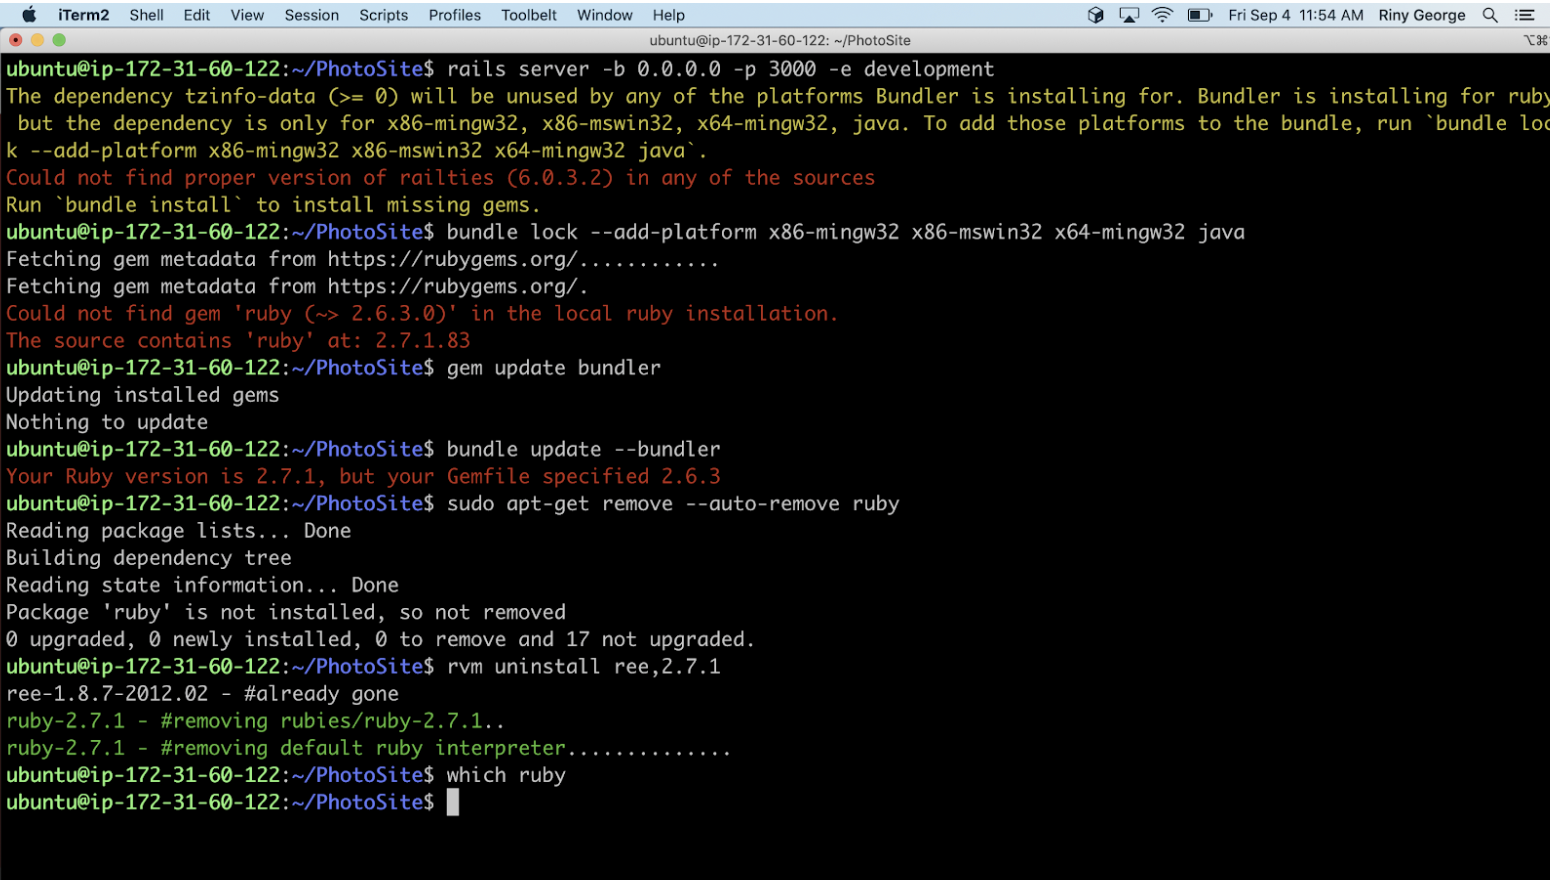 iTerm2 Shell Edit View Session Scripts Profiles Toolbelt Window Help Fri Sep 4 11:54 AM Riny George
ubuntu@ip-172-31-60-122: ~/PhotoSite ⌥⌘
ubuntu@ip-172-31-60-122:~/PhotoSite$ rails server -b 0.0.0.0 -p 3000 -e development
The dependency tzinfo-data (>= 0) will be unused by any of the platforms Bundler is installing for. Bundler is installing for ruby
but the dependency is only for x86-mingw32, x86-mswin32, x64-mingw32, java. To add those platforms to the bundle, run `bundle loc
k --add-platform x86-mingw32 x86-mswin32 x64-mingw32 java`.
Could not find proper version of railties (6.0.3.2) in any of the sources
Run `bundle install` to install missing gems.
ubuntu@ip-172-31-60-122:~/PhotoSite$ bundle lock --add-platform x86-mingw32 x86-mswin32 x64-mingw32 java
Fetching gem metadata from https://rubygems.org/............
Fetching gem metadata from https://rubygems.org/.
Could not find gem 'ruby (~> 2.6.3.0)' in the local ruby installation.
The source contains 'ruby' at: 2.7.1.83
ubuntu@ip-172-31-60-122:~/PhotoSite$ gem update bundler
Updating installed gems
Nothing to update
ubuntu@ip-172-31-60-122:~/PhotoSite$ bundle update --bundler
Your Ruby version is 2.7.1, but your Gemfile specified 2.6.3
ubuntu@ip-172-31-60-122:~/PhotoSite$ sudo apt-get remove --auto-remove ruby
Reading package lists... Done
Building dependency tree
Reading state information... Done
Package 'ruby' is not installed, so not removed
0 upgraded, 0 newly installed, 0 to remove and 17 not upgraded.
ubuntu@ip-172-31-60-122:~/PhotoSite$ rvm uninstall ree,2.7.1
ree-1.8.7-2012.02 - #already gone
ruby-2.7.1 - #removing rubies/ruby-2.7.1..
ruby-2.7.1 - #removing default ruby interpreter..............
ubuntu@ip-172-31-60-122:~/PhotoSite$ which ruby
ubuntu@ip-172-31-60-122:~/PhotoSite$